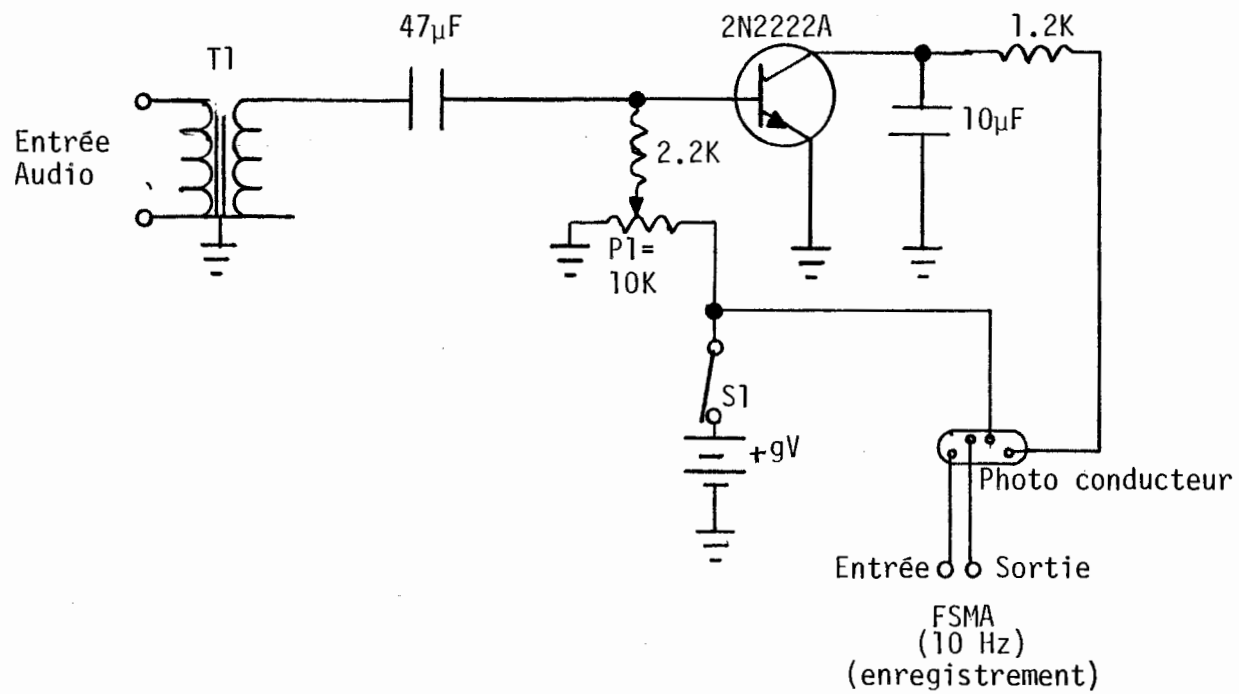 47µF
2N2222A
1.2K
T1
Entrée
Audio
10µF
2.2K
P1=
10K
S1
+gV
Photo conducteur
Entrée
Sortie
FSMA
(10 Hz)
(enregistrement)